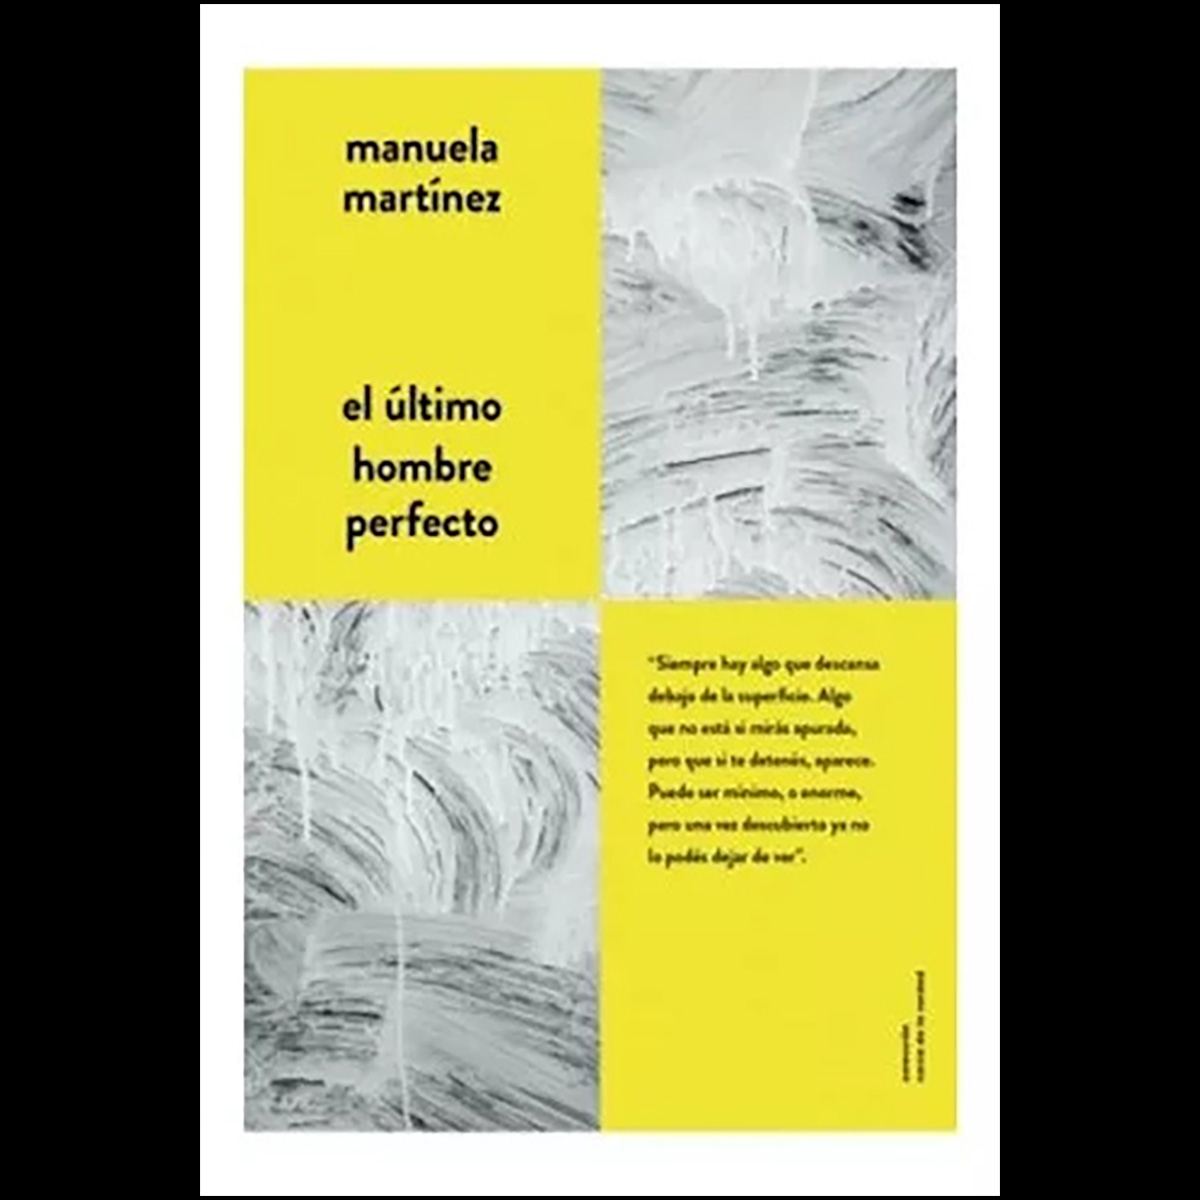 manuela
martínez
el último
hombre
perfecto
"Siempre hay algo que descansa
debajo de la superficie. Algo
que no está si mirás apurada,
pero que si te detenés, aparece.
Puede ser mínimo, o enorme,
pero una vez descubierto ya no
lo podés dejar de ver".